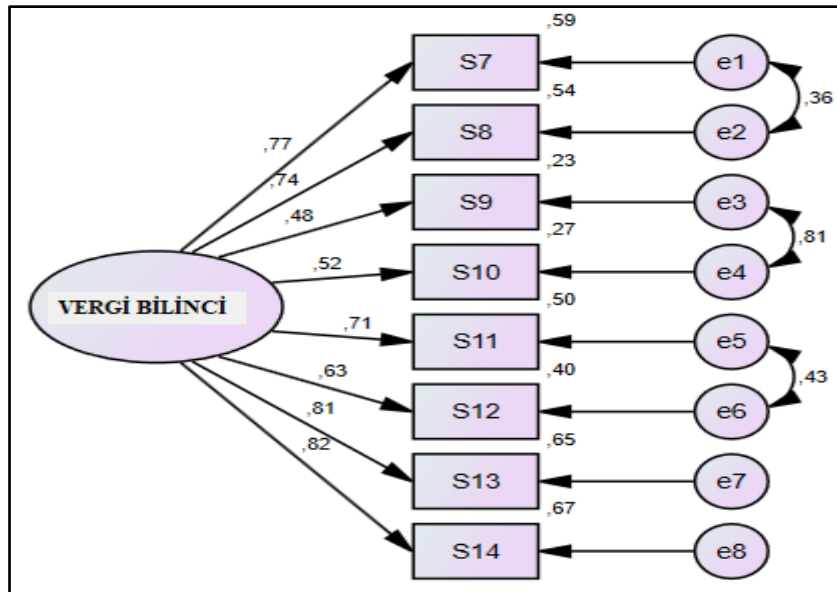 ,59
S7
e1
,54
,36
,77
S8
e2
,74
,23
,48
S9
e3
,27
,81
,52
S10
e4
VERGİ BİLİNCİ
,50
,71
S11
e5
,40
,63
,43
S12
e6
,81
,65
,82
S13
e7
,67
S14
e8